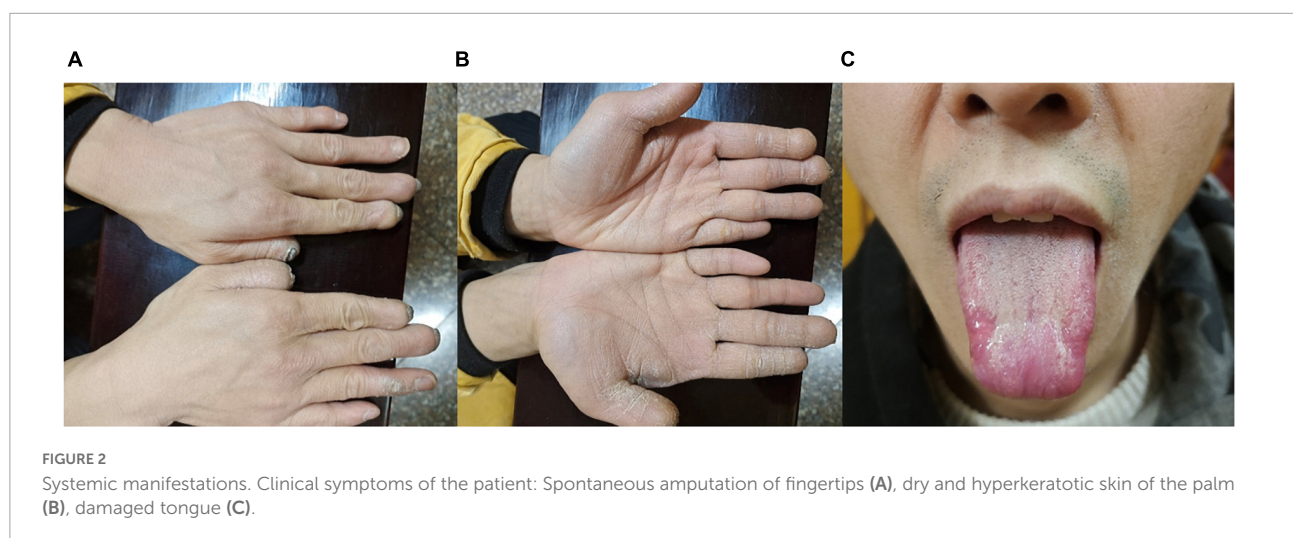 A B C
FIGURE 2
Systemic manifestations. Clinical symptoms of the patient: Spontaneous amputation of fingertips (A), dry and hyperkeratotic skin of the palm
(B), damaged tongue (C).